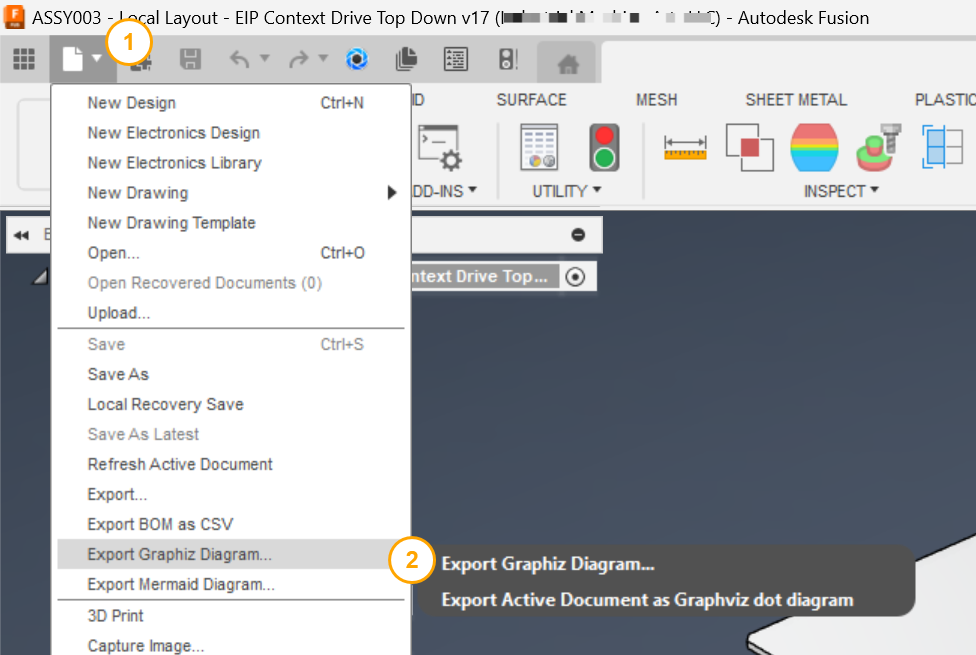 ASSY003 - Local Layout - EIP Context Drive Top Down v17 ( C) - Autodesk Fusion
1
SURFACE
MESH
SHEET METAL
PLASTIC
New Design Ctrl+N
New Electronics Design
New Electronics Library
New Drawing
New Drawing Template
Open... Ctrl+O
Open Recovered Documents (0)
Upload...
Save Ctrl+S
Save As
Local Recovery Save
Save As Latest
Refresh Active Document
Export...
Export BOM as CSV
Export Graphiz Diagram...
Export Mermaid Diagram...
3D Print
Capture Image...
DD-INS
UTILITY
INSPECT
ntext Drive Top...
2
Export Graphiz Diagram...
Export Active Document as Graphviz dot diagram